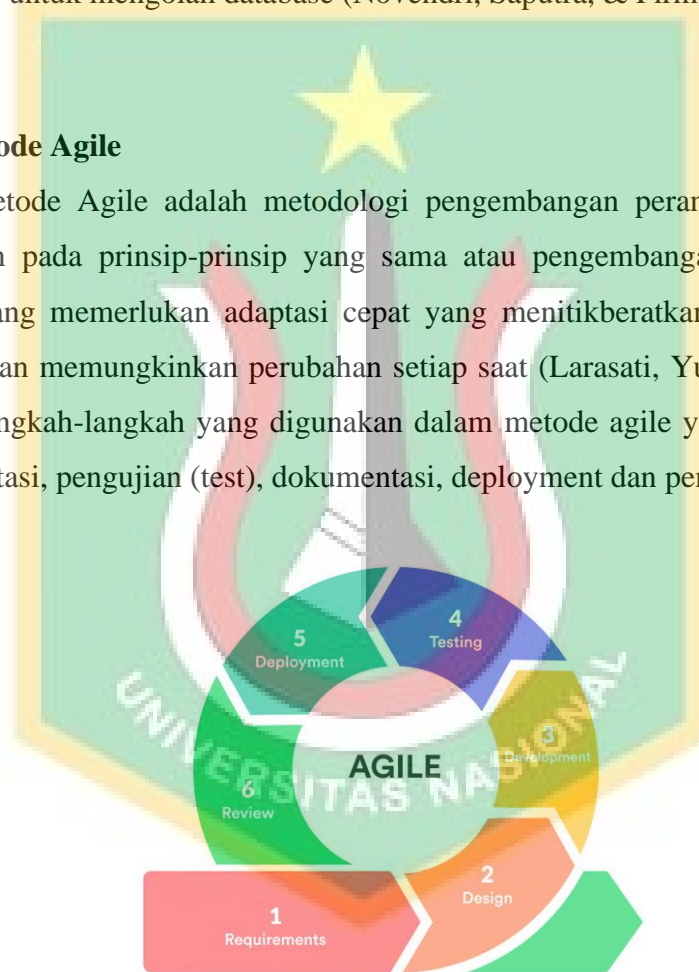 untuk mengolah database (Novendri, Saputra, &
ode Agile
etode Agile adalah metodologi pengembangan peran
n pada prinsip-prinsip yang sama atau pengembanga
ang memerlukan adaptasi cepat yang menitikberatkan
an memungkinkan perubahan setiap saat (Larasati, Yu
ngkah-langkah yang digunakan dalam metode agile y
tasi, pengujian (test), dokumentasi, deployment dan per
5
Deployment
4
Testing
3
Development
AGILE
6
Review
2
Design
1
Requirements
UNIVERSITAS NASIONAL